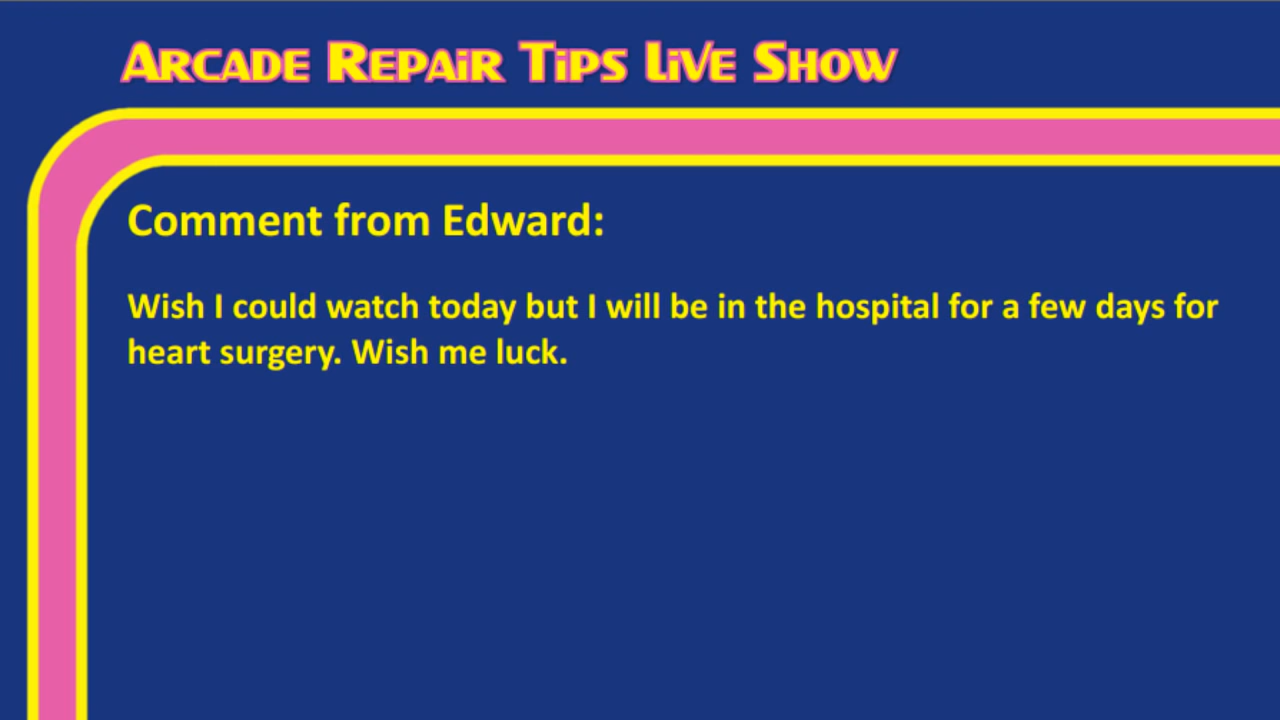 Arcade Repair Tips Live Show
Comment from Edward:
Wish I could watch today but I will be in the hospital for a few days for
heart surgery. Wish me luck.